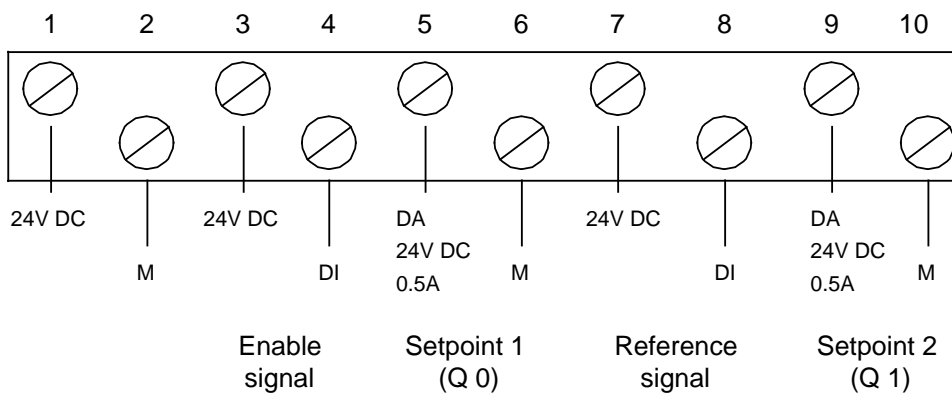 1 2 3 4 5 6 7 8 9 10
24V DC 24V DC DA 24V DC DA
24V DC 24V DC
M DI M DI M
0.5A 0.5A
Enable Setpoint 1 Reference Setpoint 2
signal (Q 0) signal (Q 1)